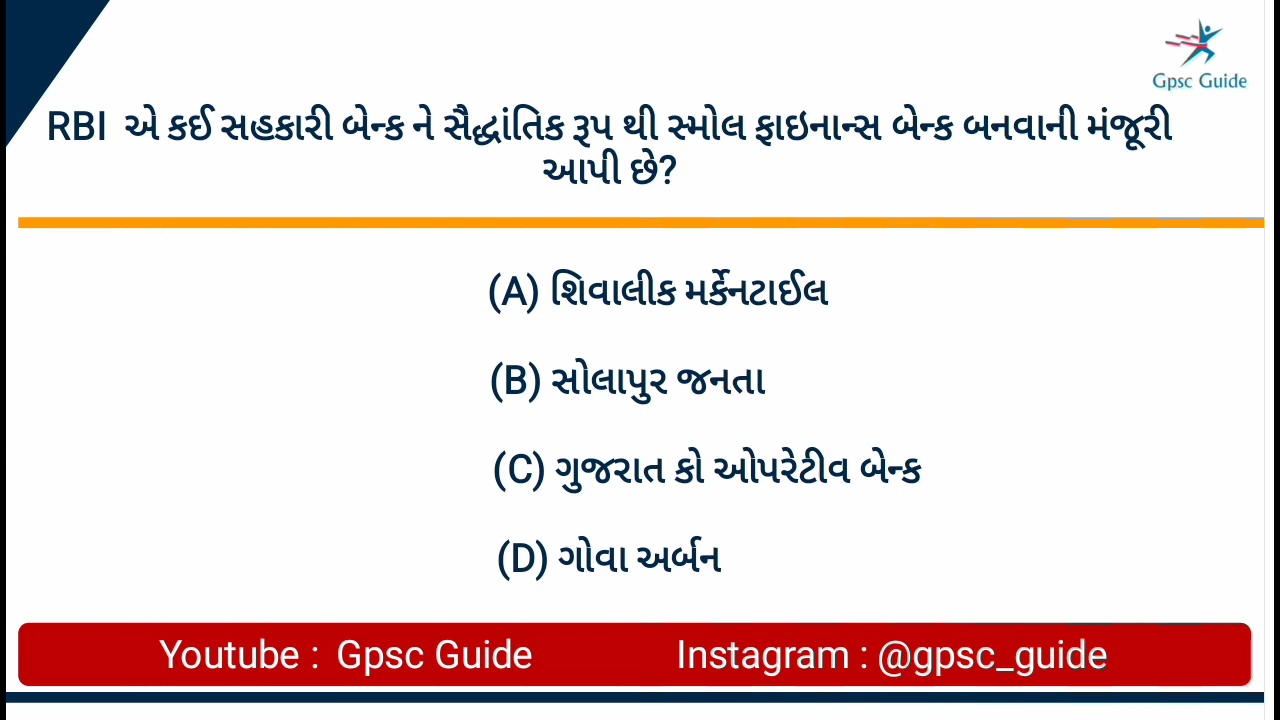 Gpsc Guide
RBI એ કઈ સહકારી બેન્ક ને સૈદ્ધાંતિક રૂપ થી સ્મોલ ફાઇનાન્સ બેન્ક બનવાની મંજૂરી
આપી છે?
(A) શિવાલીક મર્કેનટાઈલ
(B) સોલાપુર જનતા
(C) ગુજરાત કો ઓપરેટીવ બેન્ક
(D) ગોવા અર્બન
Youtube : Gpsc Guide Instagram : @gpsc_guide